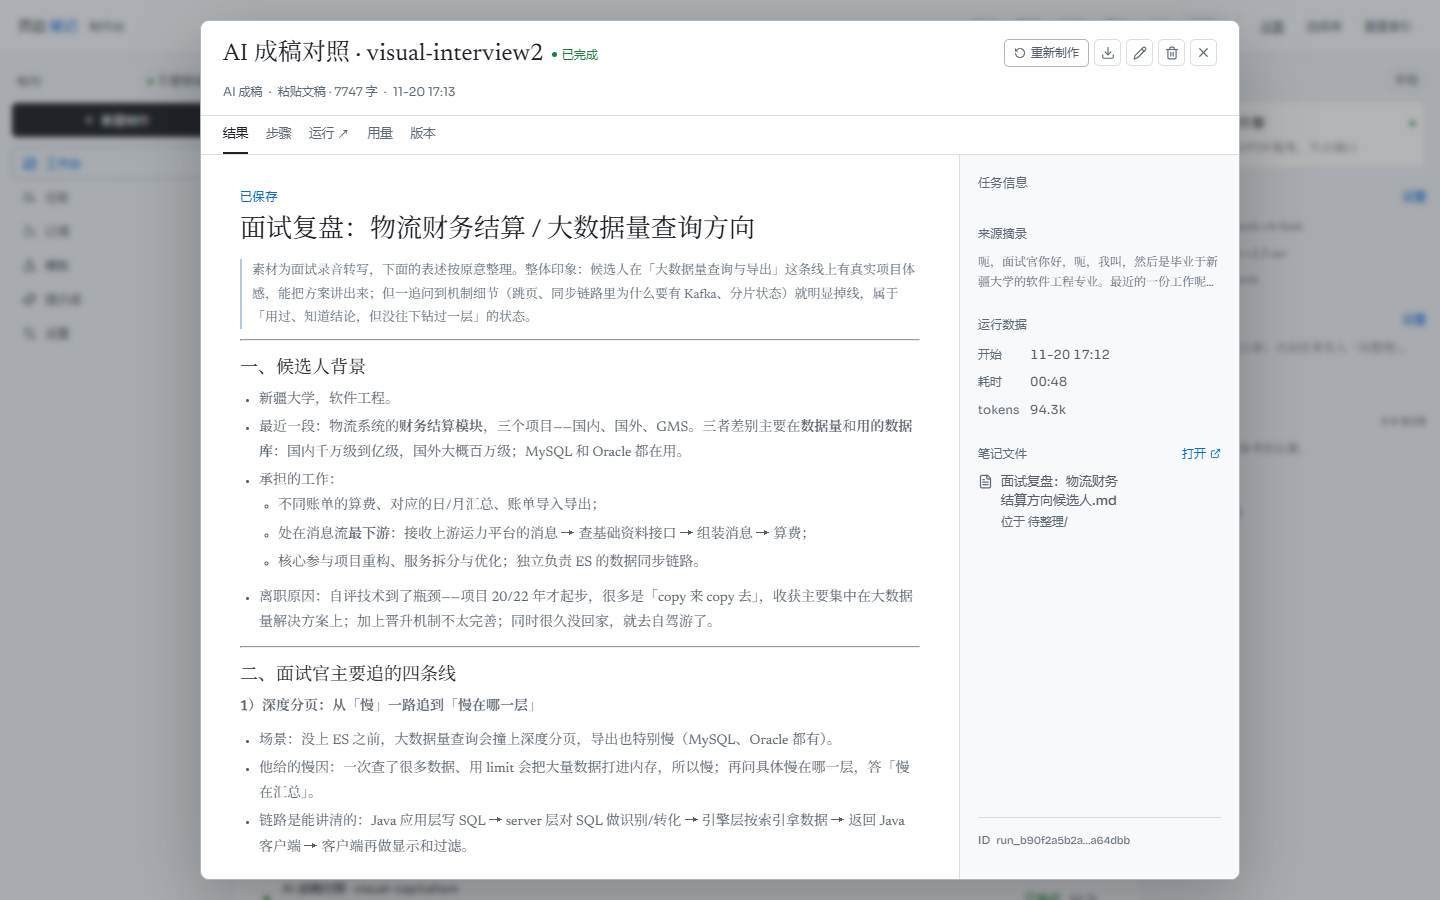 AI 成稿对照 · visual-interview2 已完成
重新制作
AI 成稿 · 粘贴文稿 · 7747 字 · 11-20 17:13
结果 步骤 运行 ↗ 用量 版本
已保存
面试复盘：物流财务结算 / 大数据量查询方向
素材为面试录音转写，下面的表述按原意整理。整体印象：候选人在「大数据量查询与导出」这条线上有真实项目体
感，能把方案讲出来；但一追问到机制细节（跳页、同步链路里为什么要有 Kafka、分片状态）就明显掉线，属于
「用过、知道结论，但没往下钻过一层」的状态。
一、候选人背景
新疆大学，软件工程。
最近一段：物流系统的财务结算模块，三个项目——国内、国外、GMS。三者差别主要在数据量和用的数据
库：国内千万级到亿级，国外大概百万级；MySQL 和 Oracle 都在用。
承担的工作：
不同账单的算费、对应的日/月汇总、账单导入导出；
处在消息流最下游：接收上游运力平台的消息 → 查基础资料接口 → 组装消息 → 算费；
核心参与项目重构、服务拆分与优化；独立负责 ES 的数据同步链路。
离职原因：自评技术到了瓶颈——项目 20/22 年才起步，很多是「copy 来 copy 去」，收获主要集中在大数据
量解决方案上；加上晋升机制不太完善；同时很久没回家，就去自驾游了。
二、面试官主要追的四条线
1）深度分页：从「慢」一路追到「慢在哪一层」
场景：没上 ES 之前，大数据量查询会撞上深度分页，导出也特别慢（MySQL、Oracle 都有）。
他给的慢因：一次查了很多数据、用 limit 会把大量数据打进内存，所以慢；再问具体慢在哪一层，答「慢
在汇总」。
链路是能讲清的：Java 应用层写 SQL → server 层对 SQL 做识别/转化 → 引擎层按索引拿数据 → 返回 Java
客户端 → 客户端再做显示和过滤。
任务信息
来源摘录
呃，面试官你好，呃，我叫，然后是毕业于新
疆大学的软件工程专业。最近的一份工作呢...
运行数据
开始 11-20 17:12
耗时 00:48
tokens 94.3k
笔记文件 打开
面试复盘：物流财务
结算方向候选人.md
位于 待整理/
ID run_b90f2a5b2a...a64dbb